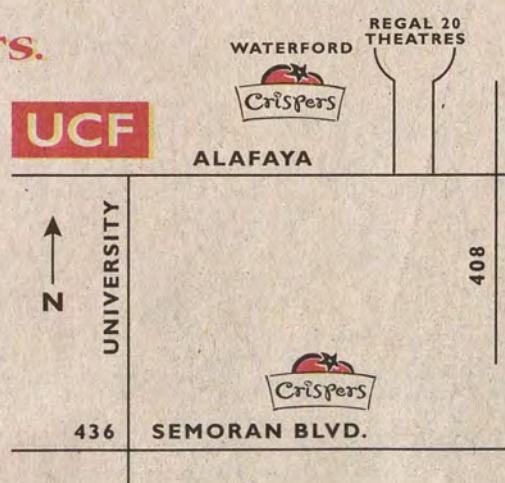 rs.
REGAL 20
THEATRES
WATERFORD
Crispers
UCF
ALAFAYA
UNIVERSITY
N
408
Crispers
436 SEMORAN BLVD.